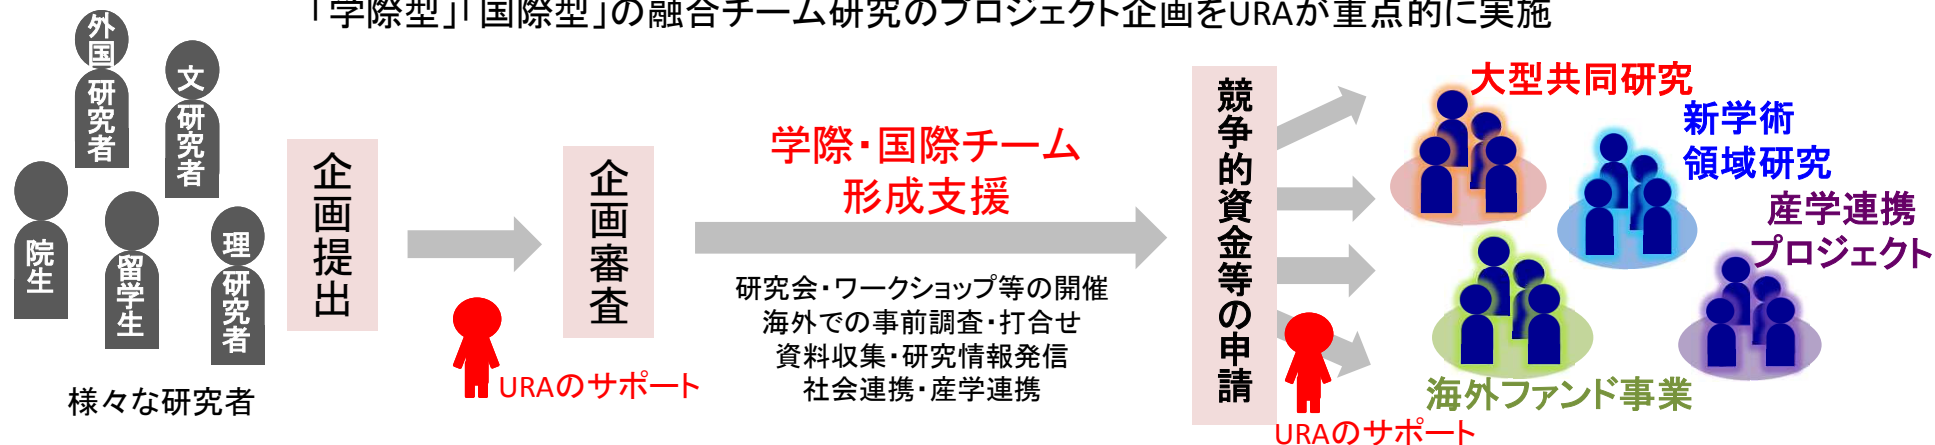 「学際型」「国際型」の融合チーム研究のプロジェクト企画をURAが重点的に実施
外国研究者
文研究者
院生
留学生
理研究者
様々な研究者
企画提出
URAのサポート
企画審査
学際・国際チーム
形成支援
研究会・ワークショップ等の開催
海外での事前調査・打合せ
資料収集・研究情報発信
社会連携・産学連携
競争的資金等の申請
URAのサポート
大型共同研究
新学術
領域研究
産学連携
プロジェクト
海外ファンド事業